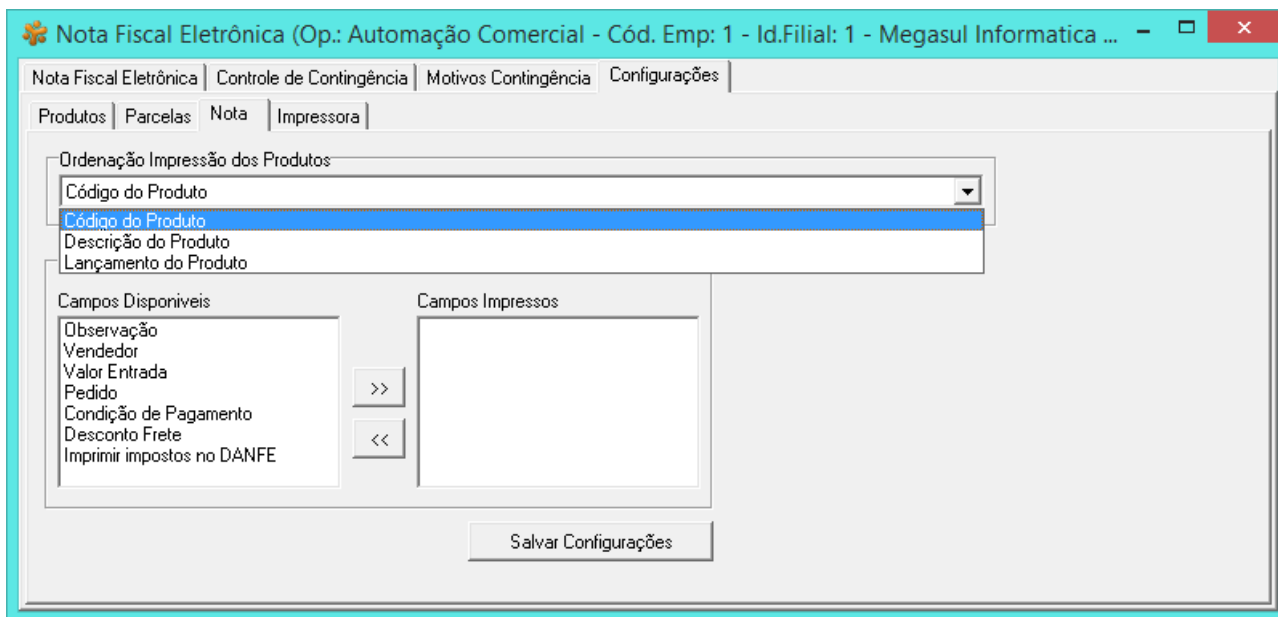 Nota Fiscal Eletrônica (Op.: Automação Comercial - Cód. Emp: 1 - Id.Filial: 1 - Megasul Informatica ...
Nota Fiscal Eletrônica Controle de Contingência Motivos Contingência Configurações
Produtos Parcelas Nota Impressora
Ordenação Impressão dos Produtos
Código do Produto
Código do Produto
Descrição do Produto
Lançamento do Produto
Campos Disponiveis Campos Impressos
Observação
Vendedor
Valor Entrada
Pedido
Condição de Pagamento
Desconto Frete
Imprimir impostos no DANFE
>>
<<
Salvar Configurações